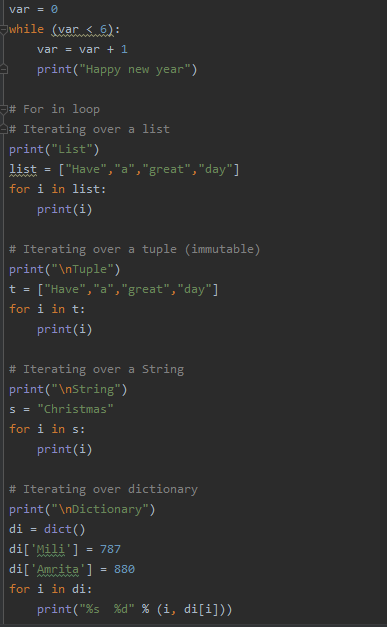 var = 0
while (var < 6):
    var = var + 1
    print("Happy new year")

# For in loop
# Iterating over a list
print("List")
list = ["Have","a","great","day"]
for i in list:
    print(i)

# Iterating over a tuple (immutable)
print("\nTuple")
t = ["Have","a","great","day"]
for i in t:
    print(i)

# Iterating over a String
print("\nString")
s = "Christmas"
for i in s:
    print(i)

# Iterating over dictionary
print("\nDictionary")
di = dict()
di['Mili'] = 787
di['Amrita'] = 880
for i in di:
    print("%s  %d" % (i, di[i]))